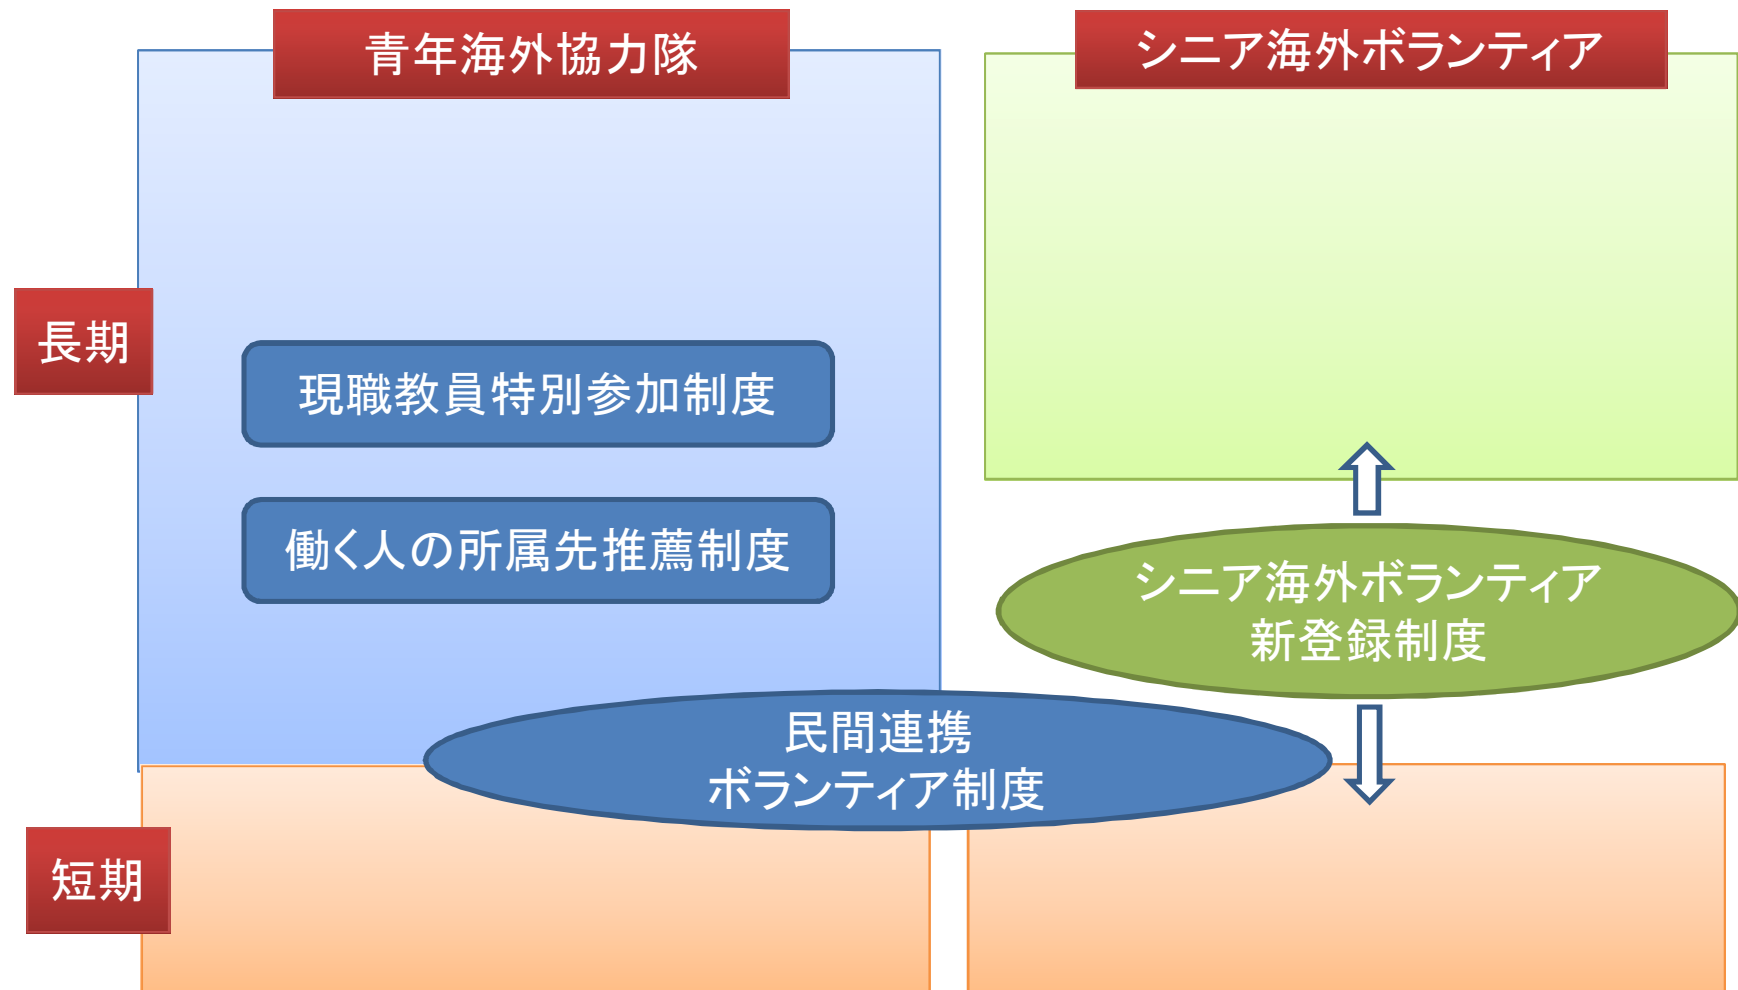 青年海外協力隊
シニア海外ボランティア
長期
現職教員特別参加制度
働く人の所属先推薦制度
シニア海外ボランティア
新登録制度
民間連携
ボランティア制度
短期